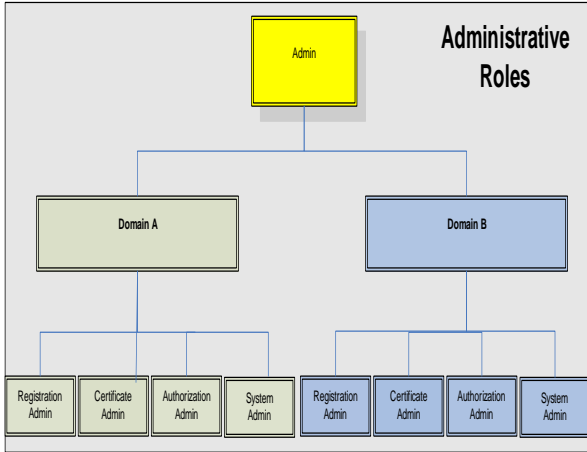 Administrative
Roles
Admin
Domain A
Domain B
Registration
Admin
Certificate
Admin
Authorization
Admin
System
Admin
Registration
Admin
Certificate
Admin
Authorization
Admin
System
Admin